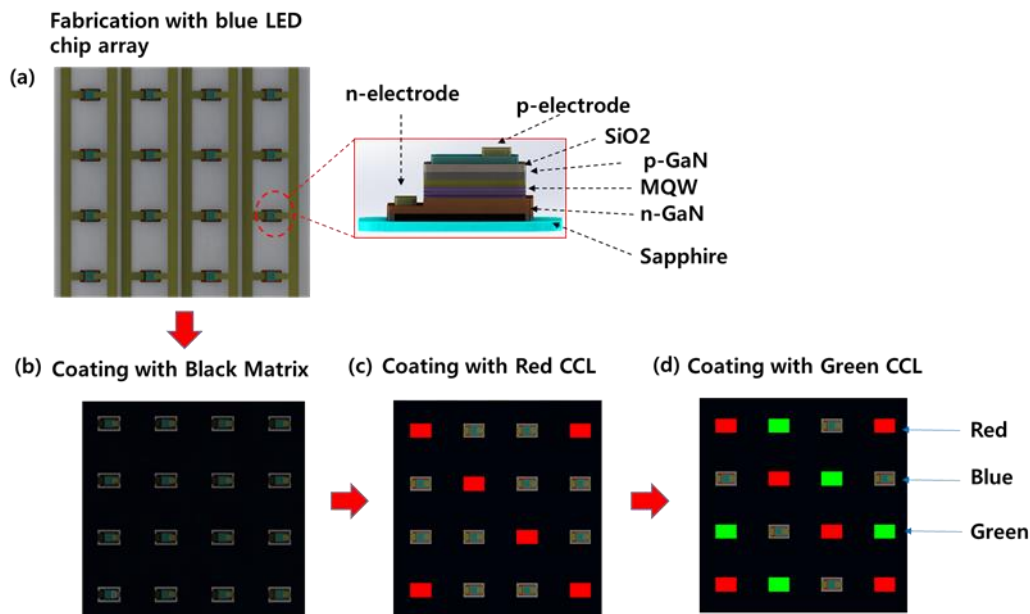 Fabrication with blue LED
chip array
(a)
n-electrode
p-electrode
SiO2
p-GaN
MQW
n-GaN
Sapphire
(b) Coating with Black Matrix
(c) Coating with Red CCL
(d) Coating with Green CCL
Red
Blue
Green